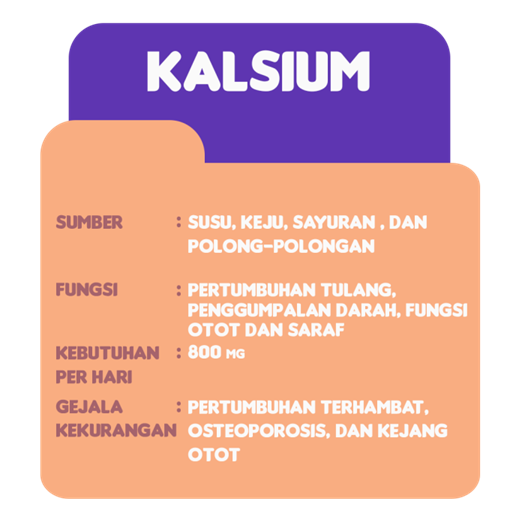 KALSIUM
SUMBER : SUSU, KEJU, SAYURAN , DAN
POLONG-POLONGAN
FUNGSI : PERTUMBUHAN TULANG,
PENGGUMPALAN DARAH, FUNGSI
OTOT DAN SARAF
KEBUTUHAN : 800 MG
PER HARI
GEJALA : PERTUMBUHAN TERHAMBAT,
KEKURANGAN OSTEOPOROSIS, DAN KEJANG
OTOT